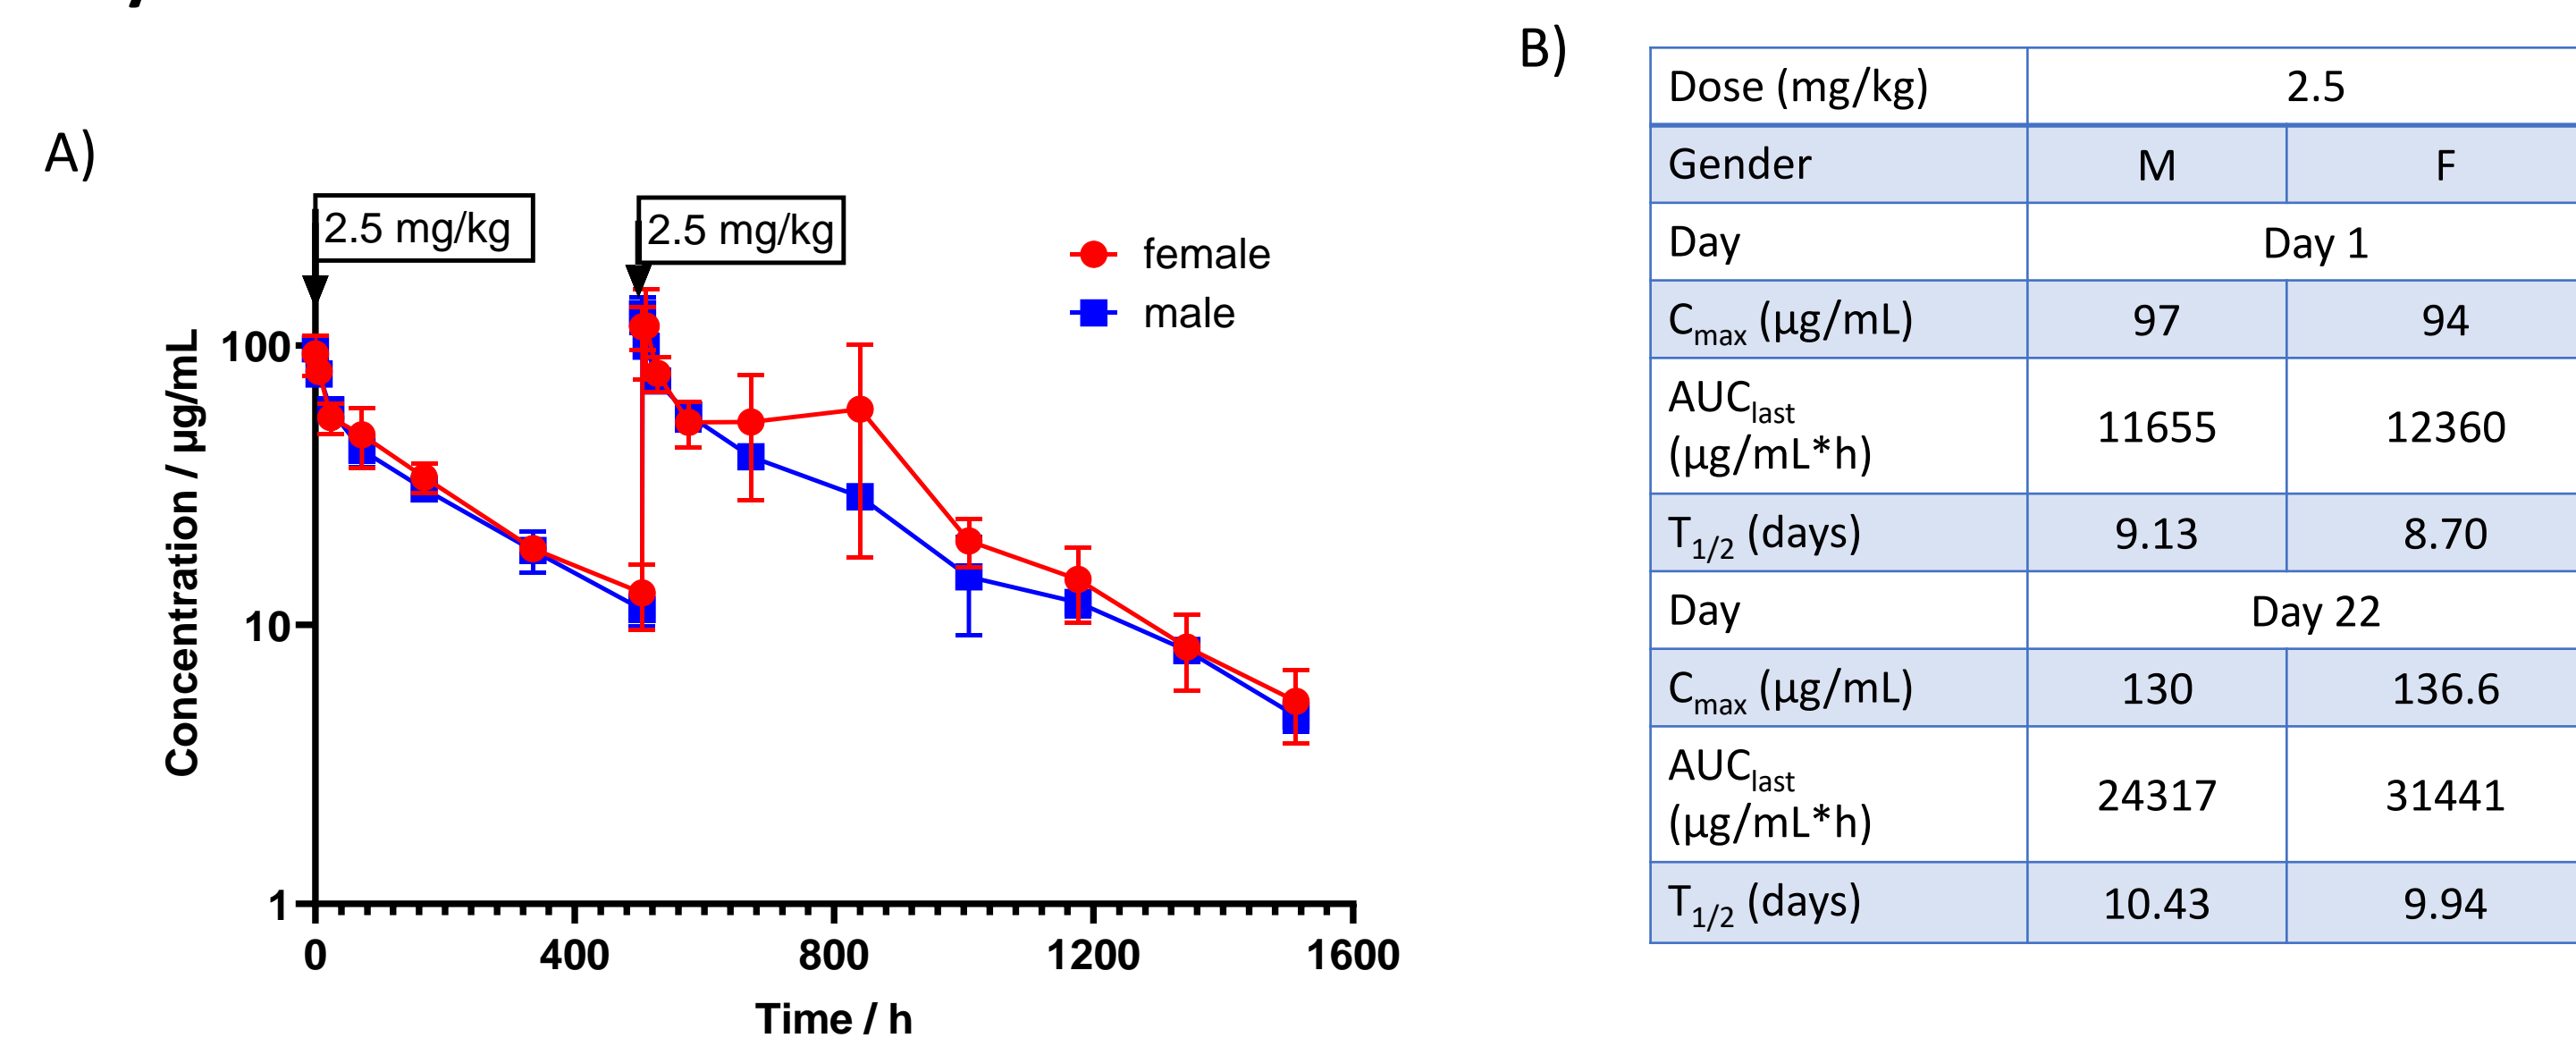 A)
2.5 mg/kg
2.5 mg/kg
female
male
100
10
1
Concentration / µg/mL
0 400 800 1200 1600
Time / h
B)
Dose (mg/kg) 2.5
Gender M F
Day Day 1
Cmax (µg/mL) 97 94
AUClast
(µg/mL*h) 11655 12360
T1/2 (days) 9.13 8.70
Day Day 22
Cmax (µg/mL) 130 136.6
AUClast
(µg/mL*h) 24317 31441
T1/2 (days) 10.43 9.94